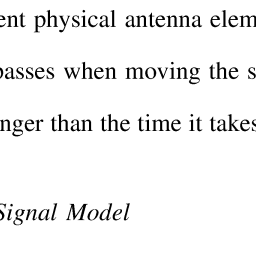 ent physical antenna elem
passes when moving the s
nger than the time it takes
Signal Model